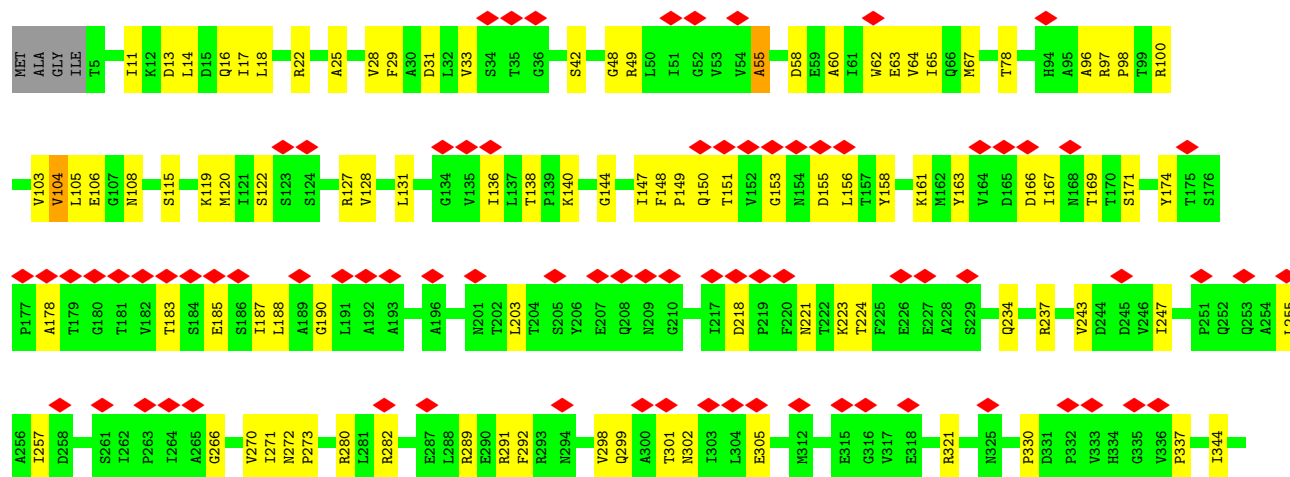 MET ALA GLY ILE T5 I11 K12 D13 L14 D15 Q16 I17 L18 R22 A25 V28 F29 A30 D31 L32 V33 S34 T35 G36 S42 G48 R49 L50 I51 G52 V53 V54 A55 D58 E59 A60 I61 W62 E63 V64 I65 Q66 M67 T78 H94 A95 A96 R97 P98 T99 R100
V103 V104 L105 E106 G107 N108 S115 K119 M120 I121 S122 S123 S124 R127 V128 L131 G134 V135 I136 L137 T138 P139 K140 G144 I147 F148 P149 Q150 T151 V152 G153 N154 D155 L156 T157 Y158 K161 M162 Y163 V164 D165 D166 I167 N168 T169 T170 S171 Y174 T175 S176
P177 A178 T179 G180 T181 V182 T183 S184 E185 S186 I187 L188 A189 G190 L191 A192 A193 A196 N201 T202 L203 T204 S205 Y206 E207 Q208 N209 G210 I217 D218 P219 F220 N221 T222 K223 T224 F225 E226 E227 A228 S229 Q234 R237 V243 D244 D245 V246 I247 P251 Q252 Q253 A254 L255
A256 I257 D258 S261 I262 P263 I264 A265 G266 V270 I271 N272 P273 R280 L281 R282 E287 L288 R289 E290 R291 F292 R293 N294 V298 Q299 A300 T301 N302 I303 L304 E305 M312 E315 G316 V317 E318 R321 N325 P330 D331 P332 V333 H334 G335 V336 P337 I344